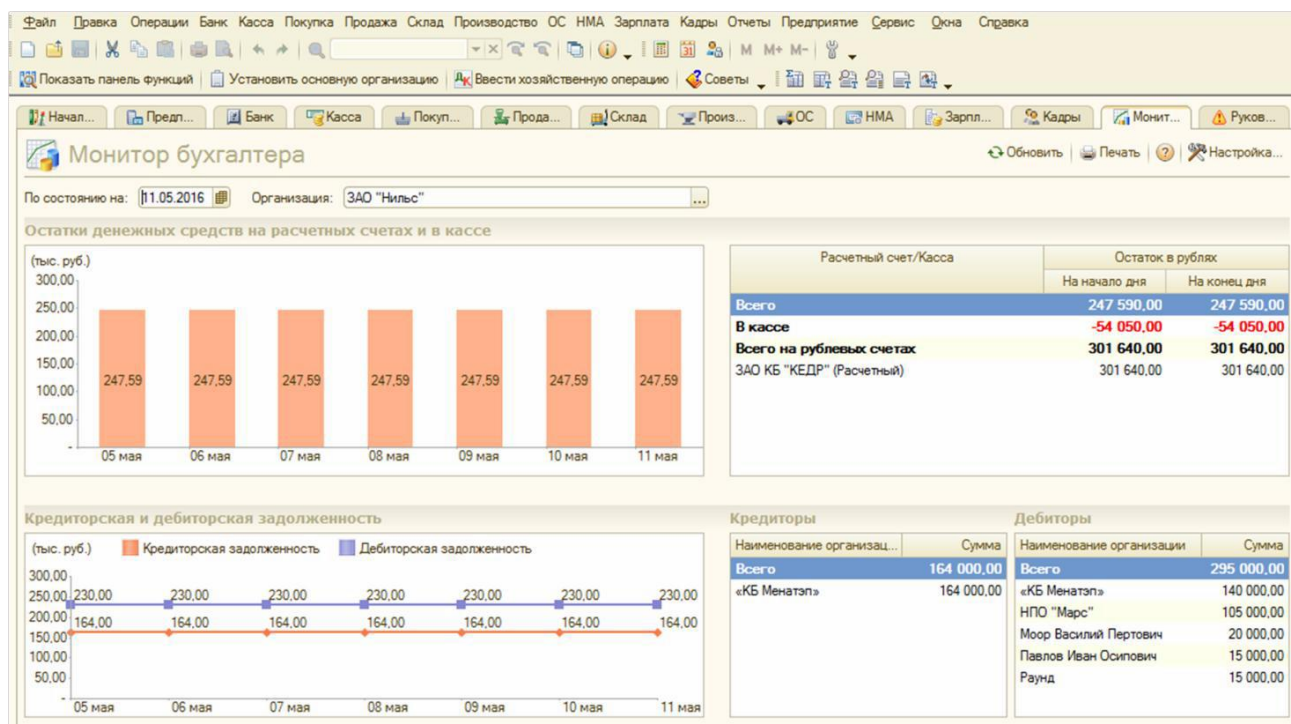 Файл Правка Операции Банк Касса Покупка Продажа Склад Производство ОС НМА Зарплата Кадры Отчеты Предприятие Сервис Окна Справка
M M+ M-
Показать панель функций Установить основную организацию Ввести хозяйственную операцию Советы
Начал... Предп... Банк Касса Покуп... Прода... Склад Произ... ОС НМА Зарпл... Кадры Монит... Руков...
Монитор бухгалтера
Обновить Печать Настройка...
По состоянию на: 11.05.2016 Организация: ЗАО "Нильс" ...
Остатки денежных средств на расчетных счетах и в кассе
(тыс. руб.)
300,00
250,00
200,00
150,00
100,00
50,00
-
247,59 247,59 247,59 247,59 247,59 247,59 247,59
05 мая 06 мая 07 мая 08 мая 09 мая 10 мая 11 мая
Расчетный счет/Касса Остаток в рублях
На начало дня На конец дня
Всего 247 590,00 247 590,00
В кассе -54 050,00 -54 050,00
Всего на рублевых счетах 301 640,00 301 640,00
ЗАО КБ "КЕДР" (Расчетный) 301 640,00 301 640,00
Кредиторская и дебиторская задолженность
(тыс. руб.) Кредиторская задолженность Дебиторская задолженность
300,00
250,00 230,00 230,00 230,00 230,00 230,00 230,00 230,00
200,00 164,00 164,00 164,00 164,00 164,00 164,00 164,00
150,00
100,00
50,00
-
05 мая 06 мая 07 мая 08 мая 09 мая 10 мая 11 мая
Кредиторы
Наименование организац... Сумма
Всего 164 000,00
«КБ Менатэп» 164 000,00
Дебиторы
Наименование организации Сумма
Всего 295 000,00
«КБ Менатэп» 140 000,00
НПО "Марс" 105 000,00
Моор Василий Пертович 20 000,00
Павлов Иван Осипович 15 000,00
Раунд 15 000,00